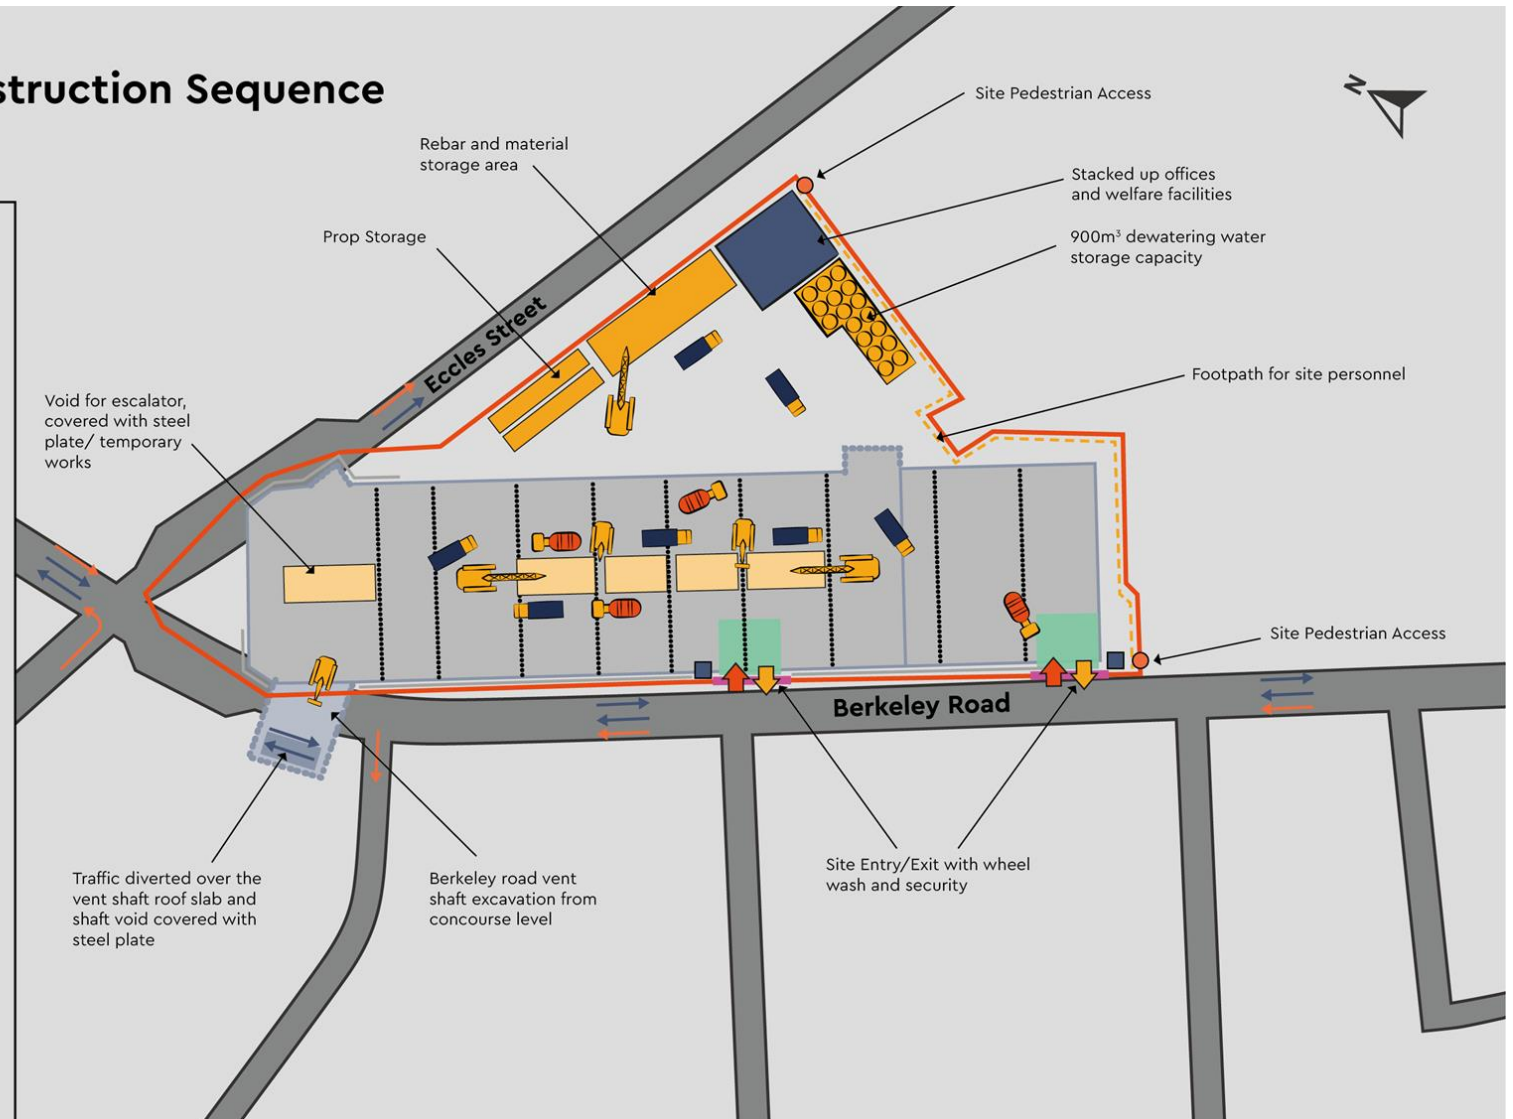 struction Sequence
Site Pedestrian Access
N
Rebar and material
storage area
Stacked up offices
and welfare facilities
Prop Storage
900m³ dewatering water
storage capacity
Eccles Street
Footpath for site personnel
Void for escalator,
covered with steel
plate/ temporary
works
Site Pedestrian Access
Berkeley Road
Traffic diverted over the
vent shaft roof slab and
shaft void covered with
steel plate
Berkeley road vent
shaft excavation from
concourse level
Site Entry/Exit with wheel
wash and security